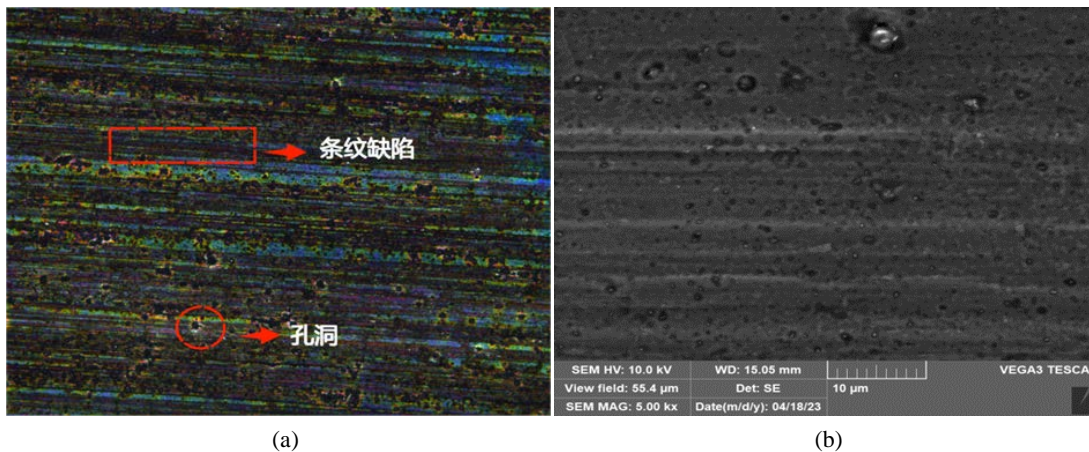 条纹缺陷
孔洞
SEM HV: 10.0 kV WD: 15.05 mm VEGA3 TESCA
View field: 55.4 μm Det: SE 10 μm
SEM MAG: 5.00 kx Date(m/d/y): 04/18/23
(a) (b)